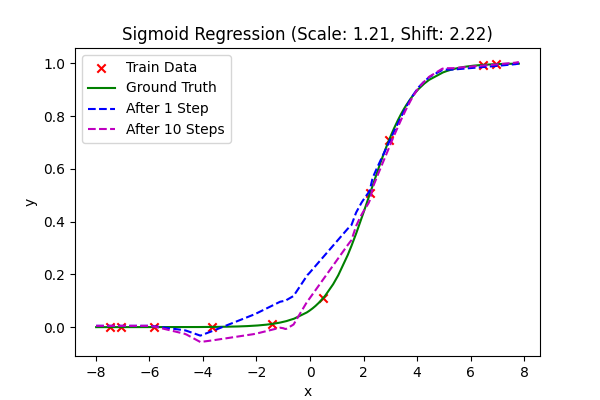 Sigmoid Regression (Scale: 1.21, Shift: 2.22)
Train Data
Ground Truth
After 1 Step
After 10 Steps
1.0
0.8
0.6
0.4
0.2
0.0
y
−8 −6 −4 −2 0 2 4 6 8
x